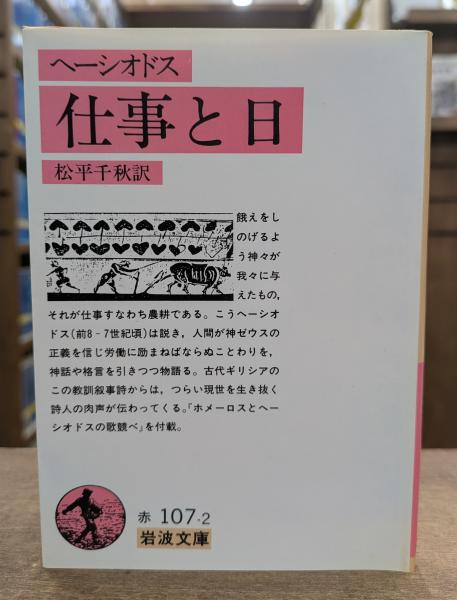 ヘーシオドス
仕事と日
松平千秋訳
餓えをし
のげるよ
う神々が
我々に与
えたもの，
それが仕事すなわち農耕である。こうヘーシオ
ドス(前8‐7世紀頃)は説き，人間が神ゼウスの
正義を信じ労働に励まねばならぬことわりを，
神話や格言を引きつつ物語る。古代ギリシアの
この教訓叙事詩からは，つらい現世を生き抜く
詩人の肉声が伝わってくる。『ホメーロスとヘー
シオドスの歌競べ』を付載。
赤 107-2
岩波文庫